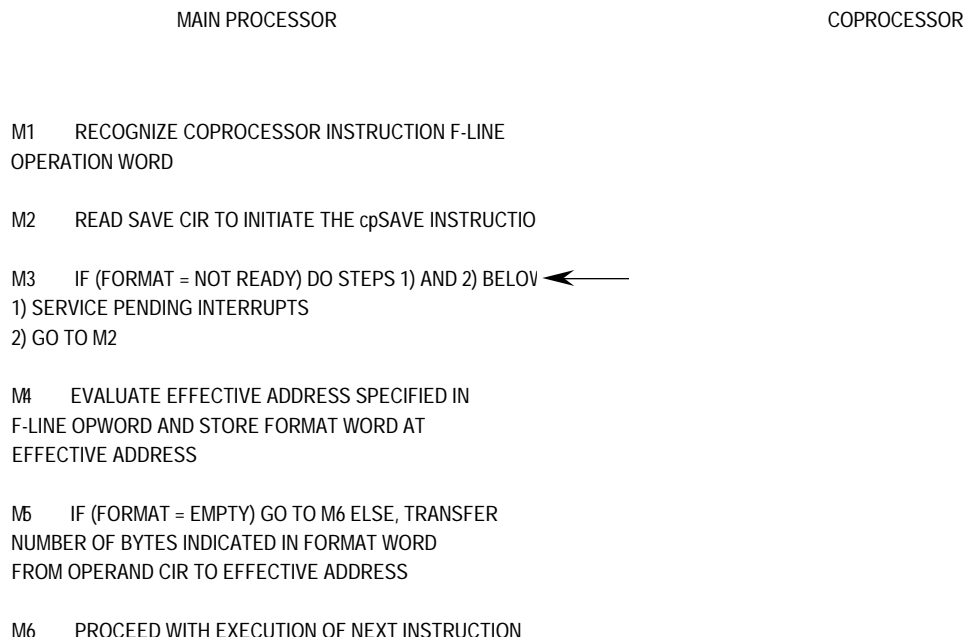 MAIN PROCESSOR COPROCESSOR
M1 RECOGNIZE COPROCESSOR INSTRUCTION F-LINE
OPERATION WORD
M2 READ SAVE CIR TO INITIATE THE cpSAVE INSTRUCTIO
M3 IF (FORMAT = NOT READY) DO STEPS 1) AND 2) BELOW
1) SERVICE PENDING INTERRUPTS
2) GO TO M2
M4 EVALUATE EFFECTIVE ADDRESS SPECIFIED IN
F-LINE OPWORD AND STORE FORMAT WORD AT
EFFECTIVE ADDRESS
M5 IF (FORMAT = EMPTY) GO TO M6 ELSE, TRANSFER
NUMBER OF BYTES INDICATED IN FORMAT WORD
FROM OPERAND CIR TO EFFECTIVE ADDRESS
M6 PROCEED WITH EXECUTION OF NEXT INSTRUCTION